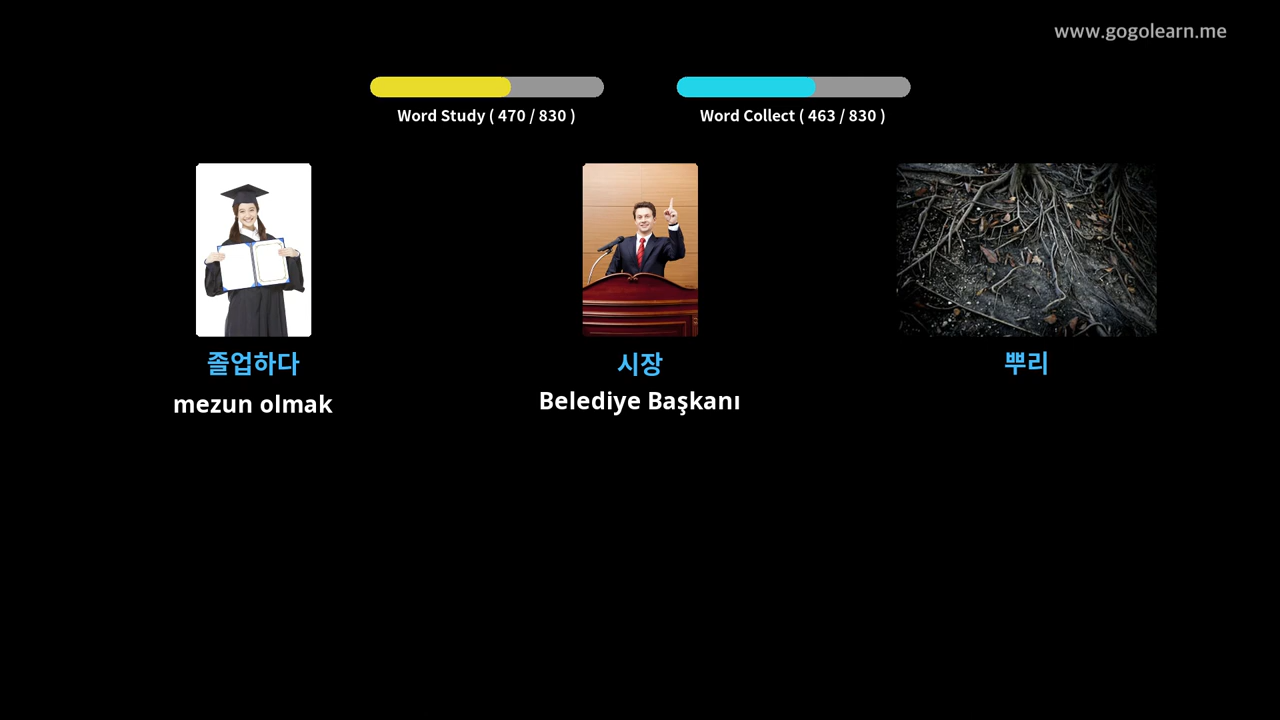 www.gogolearn.me
Word Study ( 470 / 830 )
Word Collect ( 463 / 830 )
졸업하다
mezun olmak
시장
Belediye Başkanı
뿌리